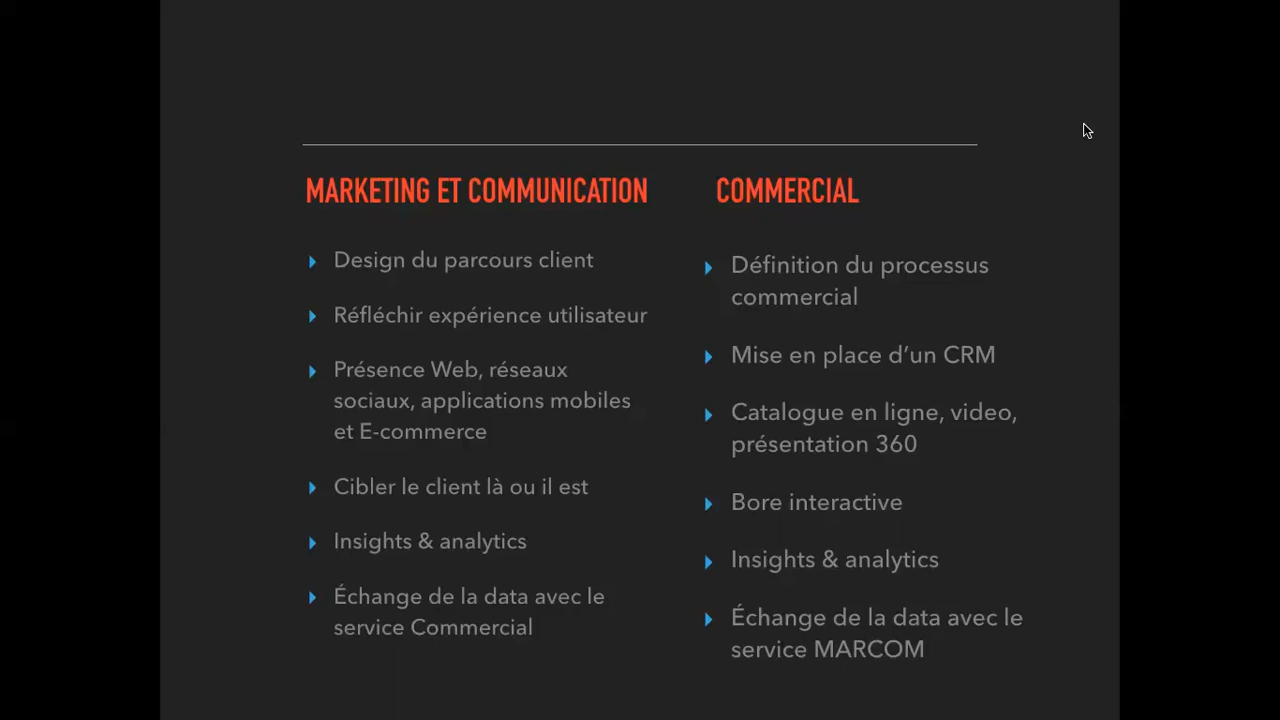 MARKETING ET COMMUNICATION
Design du parcours client
Réfléchir expérience utilisateur
Présence Web, réseaux
sociaux, applications mobiles
et E-commerce
Cibler le client là ou il est
Insights & analytics
Échange de la data avec le
service Commercial
COMMERCIAL
Définition du processus
commercial
Mise en place d’un CRM
Catalogue en ligne, video,
présentation 360
Bore interactive
Insights & analytics
Échange de la data avec le
service MARCOM